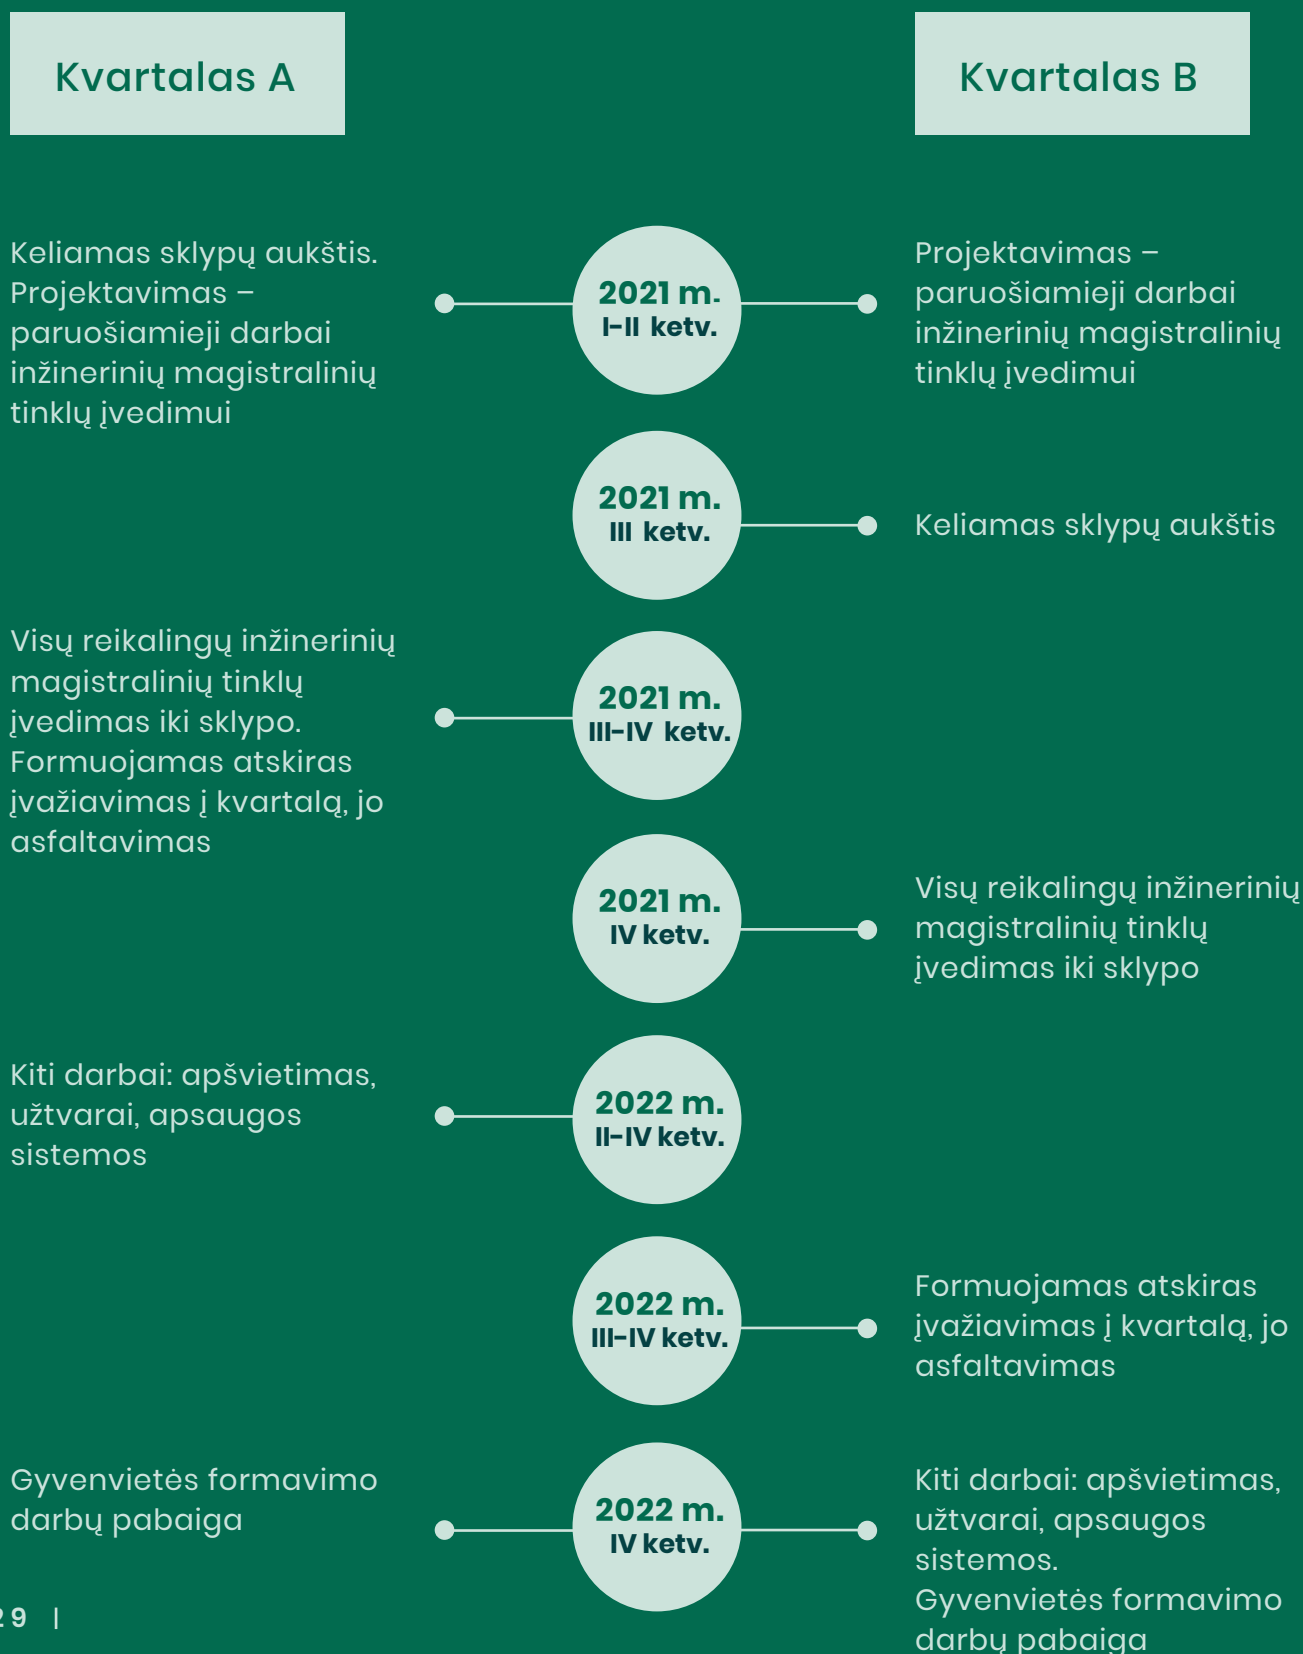 Kvartalas A
Kvartalas B
Keliamas sklypų aukštis.
Projektavimas –
paruošiamieji darbai
inžinerinių magistralinių
tinklų įvedimui
2021 m.
I-II ketv.
Projektavimas –
paruošiamieji darbai
inžinerinių magistralinių
tinklų įvedimui
2021 m.
III ketv.
Keliamas sklypų aukštis
Visų reikalingų inžinerinių
magistralinių tinklų
įvedimas iki sklypo.
Formuojamas atskiras
įvažiavimas į kvartalą, jo
asfaltavimas
2021 m.
III-IV ketv.
2021 m.
IV ketv.
Visų reikalingų inžinerinių
magistralinių tinklų
įvedimas iki sklypo
Kiti darbai: apšvietimas,
užtvarai, apsaugos
sistemos
2022 m.
II-IV ketv.
2022 m.
III-IV ketv.
Formuojamas atskiras
įvažiavimas į kvartalą, jo
asfaltavimas
Gyvenvietės formavimo
darbų pabaiga
2022 m.
IV ketv.
Kiti darbai: apšvietimas,
užtvarai, apsaugos
sistemos.
Gyvenvietės formavimo
darbų pabaiga
29 |